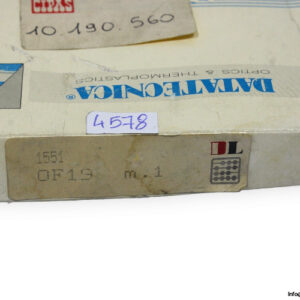 CIPAS
10.190.560
DATATECNICA®
OPTICS & THERMOPLASTICS
4578
1551
OF19 m.1